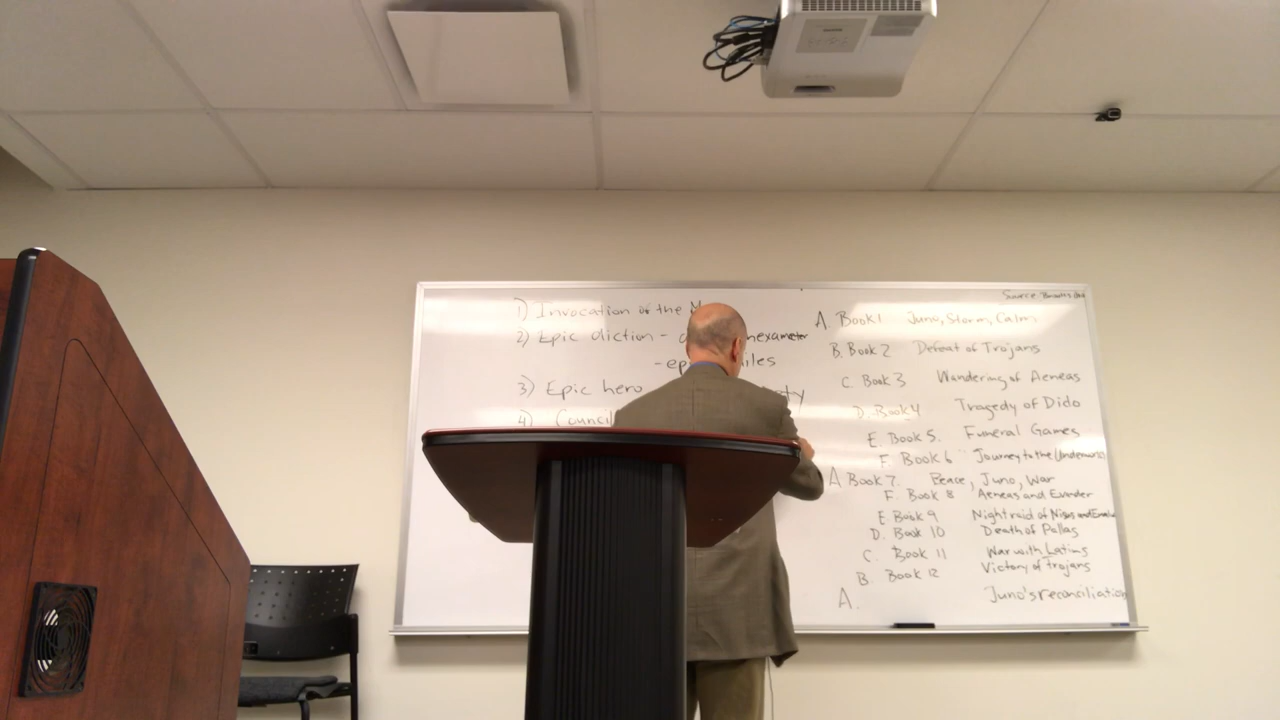 1) Invocation of the M
2) Epic diction - hexameter
- ep iles
3) Epic hero ty
4) Council
Source:
A Book 1 Juno, Storm, Calm
B. Book 2 Defeat of Trojans
C. Book 3 Wandering of Aeneas
D. Book 4 Tragedy of Dido
E. Book 5. Funeral Games
F. Book 6 Journey to the
A Book 7. Peace, Juno, War
F. Book 8 Aeneas and Evander
E. Book 9 Night raid of Nisus and
D. Book 10 Death of Pallas
C. Book 11 War with Latins
B. Book 12 Victory of Trojans
A. Juno's reconciliation